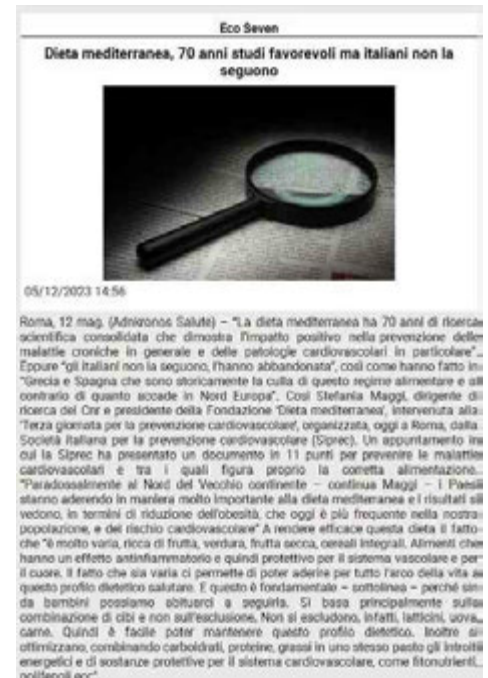 Eco Seven
Dieta mediterranea, 70 anni studi favorevoli ma italiani non la
seguono
05/12/2023 14:56
Roma, 12 mag. (Adnkronos Salute) – "La dieta mediterranea ha 70 anni di ricerca
scientifica consolidata che dimostra l'impatto positivo nella prevenzione delle
malattie croniche in generale e delle patologie cardiovascolari in particolare".
Eppure "gli italiani non la seguono, l'hanno abbandonata", così come hanno fatto in
"Grecia e Spagna che sono storicamente la culla di questo regime alimentare e al
contrario di quanto accade in Nord Europa". Così Stefania Maggi, dirigente di
ricerca del Cnr e presidente della Fondazione 'Dieta mediterranea', intervenuta alla
'Terza giornata per la prevenzione cardiovascolare', organizzata, oggi a Roma, dalla
Società italiana per la prevenzione cardiovascolare (Siprec). Un appuntamento in
cui la Siprec ha presentato un documento in 11 punti per prevenire le malattie
cardiovascolari e tra i quali figura proprio la corretta alimentazione.
"Paradossalmente al Nord del Vecchio continente – continua Maggi – i Paesi
stanno aderendo in maniera molto importante alla dieta mediterranea e i risultati si
vedono, in termini di riduzione dell'obesità, che oggi è più frequente nella nostra
popolazione, e del rischio cardiovascolare" A rendere efficace questa dieta il fatto
che "è molto varia, ricca di frutta, verdura, frutta secca, cereali integrali. Alimenti che
hanno un effetto antinfiammatorio e quindi protettivo per il sistema vascolare e per
il cuore. Il fatto che sia varia ci permette di poter aderire per tutto l'arco della vita a
questo profilo dietetico salutare. E questo è fondamentale – sottolinea – perché sin
da bambini possiamo abituarci a seguirla. Si basa principalmente sulla
combinazione di cibi e non sull'esclusione. Non si escludono, infatti, latticini, uova,
carne. Quindi è facile poter mantenere questo profilo dietetico. Inoltre si
ottimizzano, combinando carboidrati, proteine, grassi in uno stesso pasto gli introiti
energetici e di sostanze protettive per il sistema cardiovascolare, come fitonutrienti,
polifenoli ecc"